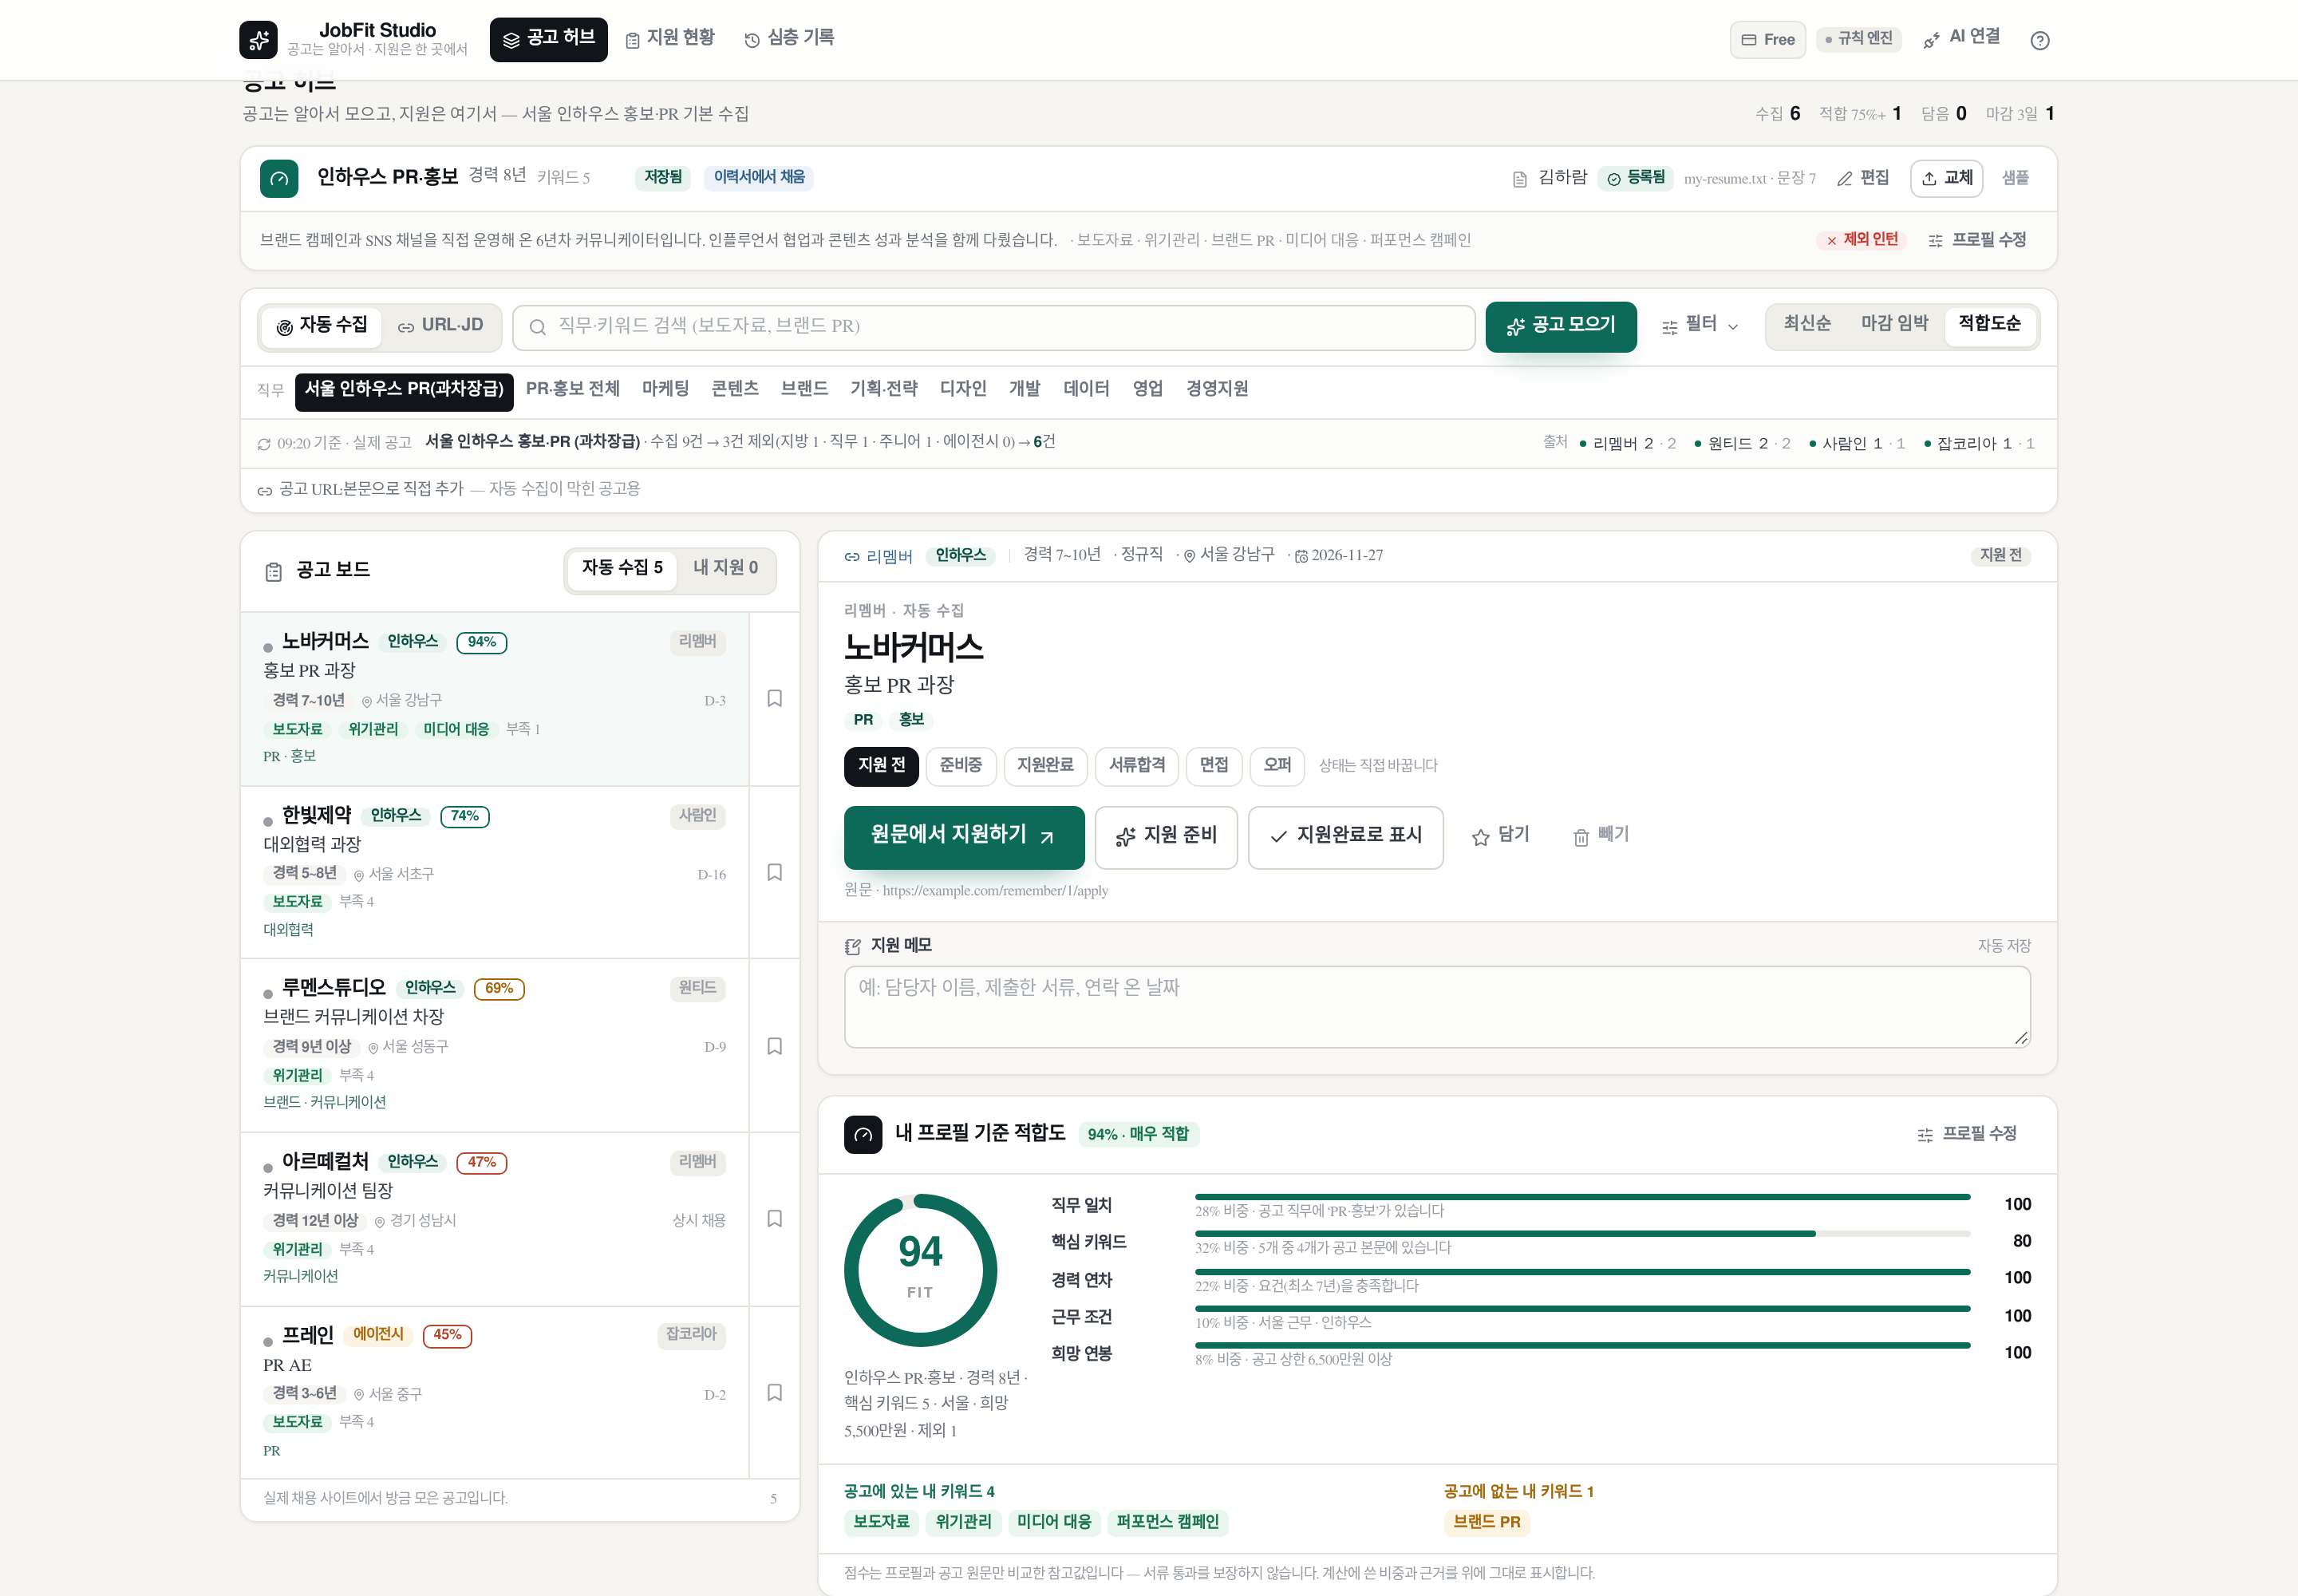 JobFit Studio
공고는 알아서 · 지원은 한 곳에서
공고 허브
지원 현황
심층 기록
Free
규칙 엔진
AI 연결
공고 허브
공고는 알아서 모으고, 지원은 여기서 — 서울 인하우스 홍보·PR 기본 수집
수집 6 적합 75%+ 1 담음 0 마감 3일 1
인하우스 PR·홍보 경력 8년 키워드 5 저장됨 이력서에서 채움
김하람 등록됨 my-resume.txt · 문장 7 편집 교체 샘플
브랜드 캠페인과 SNS 채널을 직접 운영해 온 6년차 커뮤니케이터입니다. 인플루언서 협업과 콘텐츠 성과 분석을 함께 다뤘습니다. · 보도자료 · 위기관리 · 브랜드 PR · 미디어 대응 · 퍼포먼스 캠페인
제외 인턴 프로필 수정
자동 수집 URL·JD 직무·키워드 검색 (보도자료, 브랜드 PR) 공고 모으기 필터 최신순 마감 임박 적합도순
직무 서울 인하우스 PR(과차장급) PR·홍보 전체 마케팅 콘텐츠 브랜드 기획·전략 디자인 개발 데이터 영업 경영지원
09:20 기준 · 실제 공고 서울 인하우스 홍보·PR (과차장급) · 수집 9건 → 3건 제외(지방 1 · 직무 1 · 주니어 1 · 에이전시 0) → 6건
출처 리멤버 2 · 2 원티드 2 · 2 사람인 1 · 1 잡코리아 1 · 1
공고 URL·본문으로 직접 추가 — 자동 수집이 막힌 공고용
공고 보드 자동 수집 5 내 지원 0
노바커머스 인하우스 94% 리멤버
홍보 PR 과장
경력 7~10년 서울 강남구 D-3
보도자료 위기관리 미디어 대응 부족 1
PR · 홍보
한빛제약 인하우스 74% 사람인
대외협력 과장
경력 5~8년 서울 서초구 D-16
보도자료 부족 4
대외협력
루멘스튜디오 인하우스 69% 원티드
브랜드 커뮤니케이션 차장
경력 9년 이상 서울 성동구 D-9
위기관리 부족 4
브랜드 · 커뮤니케이션
아르떼컬처 인하우스 47% 리멤버
커뮤니케이션 팀장
경력 12년 이상 경기 성남시 상시 채용
위기관리 부족 4
커뮤니케이션
프레인 에이전시 45% 잡코리아
PR AE
경력 3~6년 서울 중구 D-2
보도자료 부족 4
PR
실제 채용 사이트에서 방금 모은 공고입니다. 5
리멤버 인하우스 경력 7~10년 · 정규직 · 서울 강남구 · 2026-11-27 지원 전
리멤버 · 자동 수집
노바커머스
홍보 PR 과장
PR 홍보
지원 전 준비중 지원완료 서류합격 면접 오퍼 상태는 직접 바꿉니다
원문에서 지원하기 지원 준비 지원완료로 표시 담기 빼기
원문 · https://example.com/remember/1/apply
지원 메모 자동 저장
예: 담당자 이름, 제출한 서류, 연락 온 날짜
내 프로필 기준 적합도 94% · 매우 적합 프로필 수정
94
FIT
인하우스 PR·홍보 · 경력 8년 ·
핵심 키워드 5 · 서울 · 희망
5,500만원 · 제외 1
직무 일치 100
28% 비중 · 공고 직무에 ‘PR·홍보’가 있습니다
핵심 키워드 80
32% 비중 · 5개 중 4개가 공고 본문에 있습니다
경력 연차 100
22% 비중 · 요건(최소 7년)을 충족합니다
근무 조건 100
10% 비중 · 서울 근무 · 인하우스
희망 연봉 100
8% 비중 · 공고 상한 6,500만원 이상
공고에 있는 내 키워드 4
보도자료 위기관리 미디어 대응 퍼포먼스 캠페인
공고에 없는 내 키워드 1
브랜드 PR
점수는 프로필과 공고 원문만 비교한 참고값입니다 — 서류 통과를 보장하지 않습니다. 계산에 쓴 비중과 근거를 위에 그대로 표시합니다.